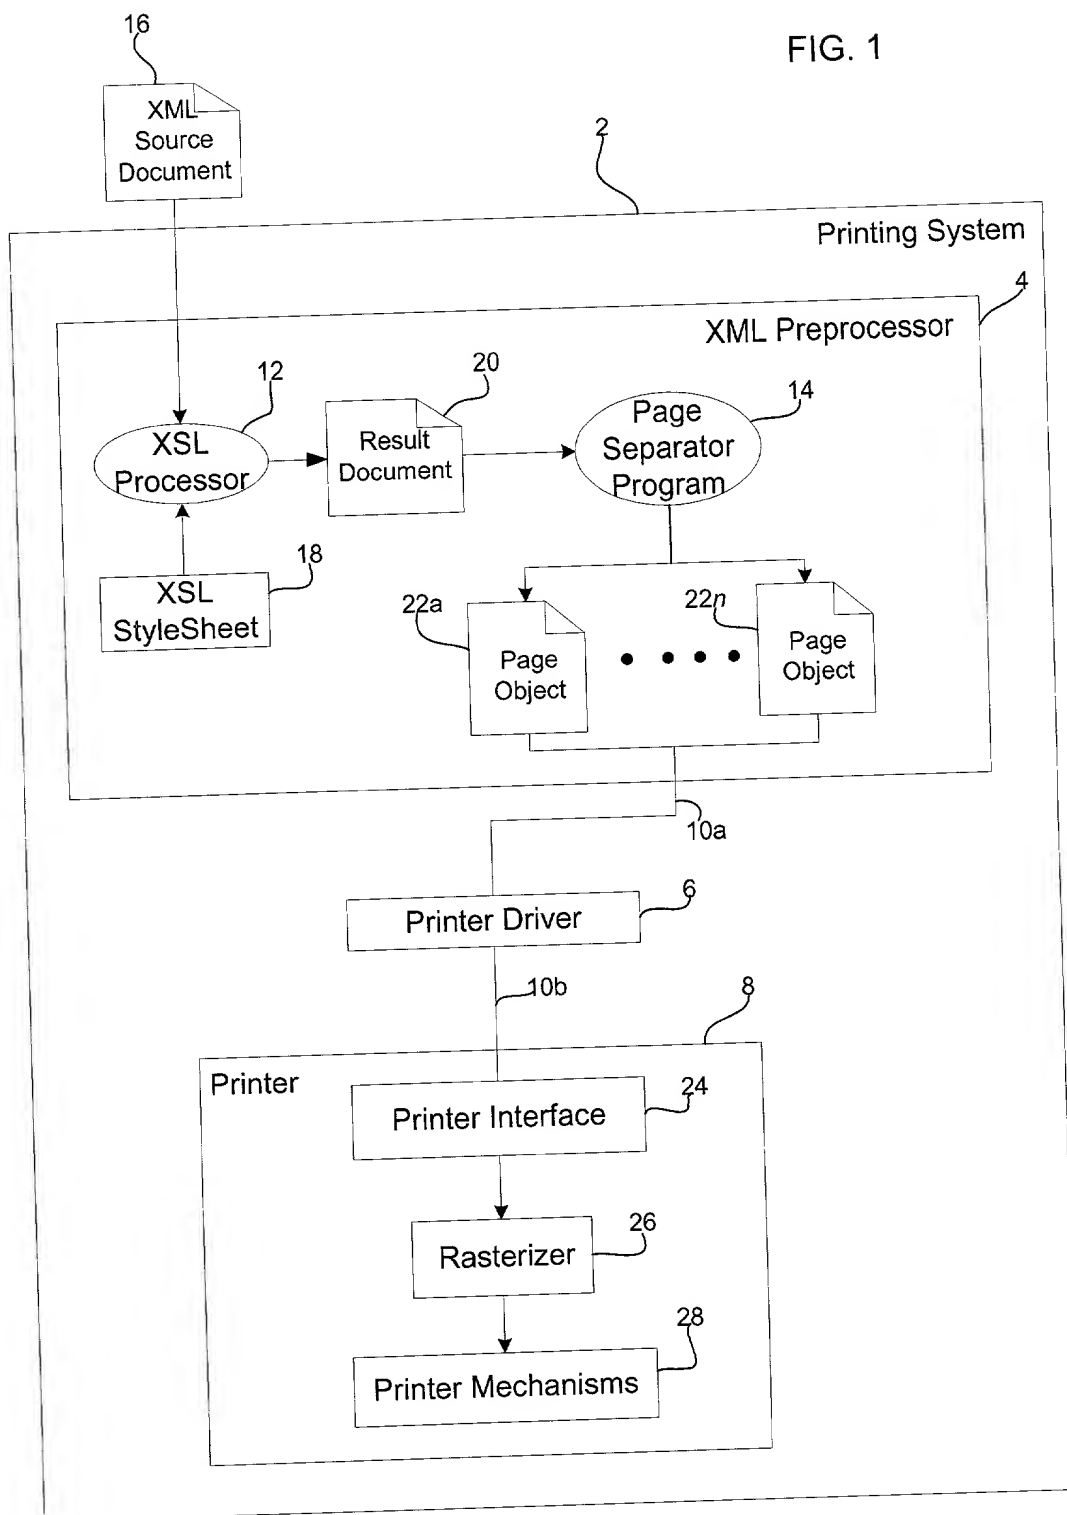 16
FIG. 1
XML
Source
Document
2
Printing System
4
XML Preprocessor
12
20
14
XSL
Processor
Result
Document
Page
Separator
Program
18
XSL
StyleSheet
22a
22n
Page
Object
Page
Object
10a
6
Printer Driver
10b
8
Printer
24
Printer Interface
26
Rasterizer
28
Printer Mechanisms